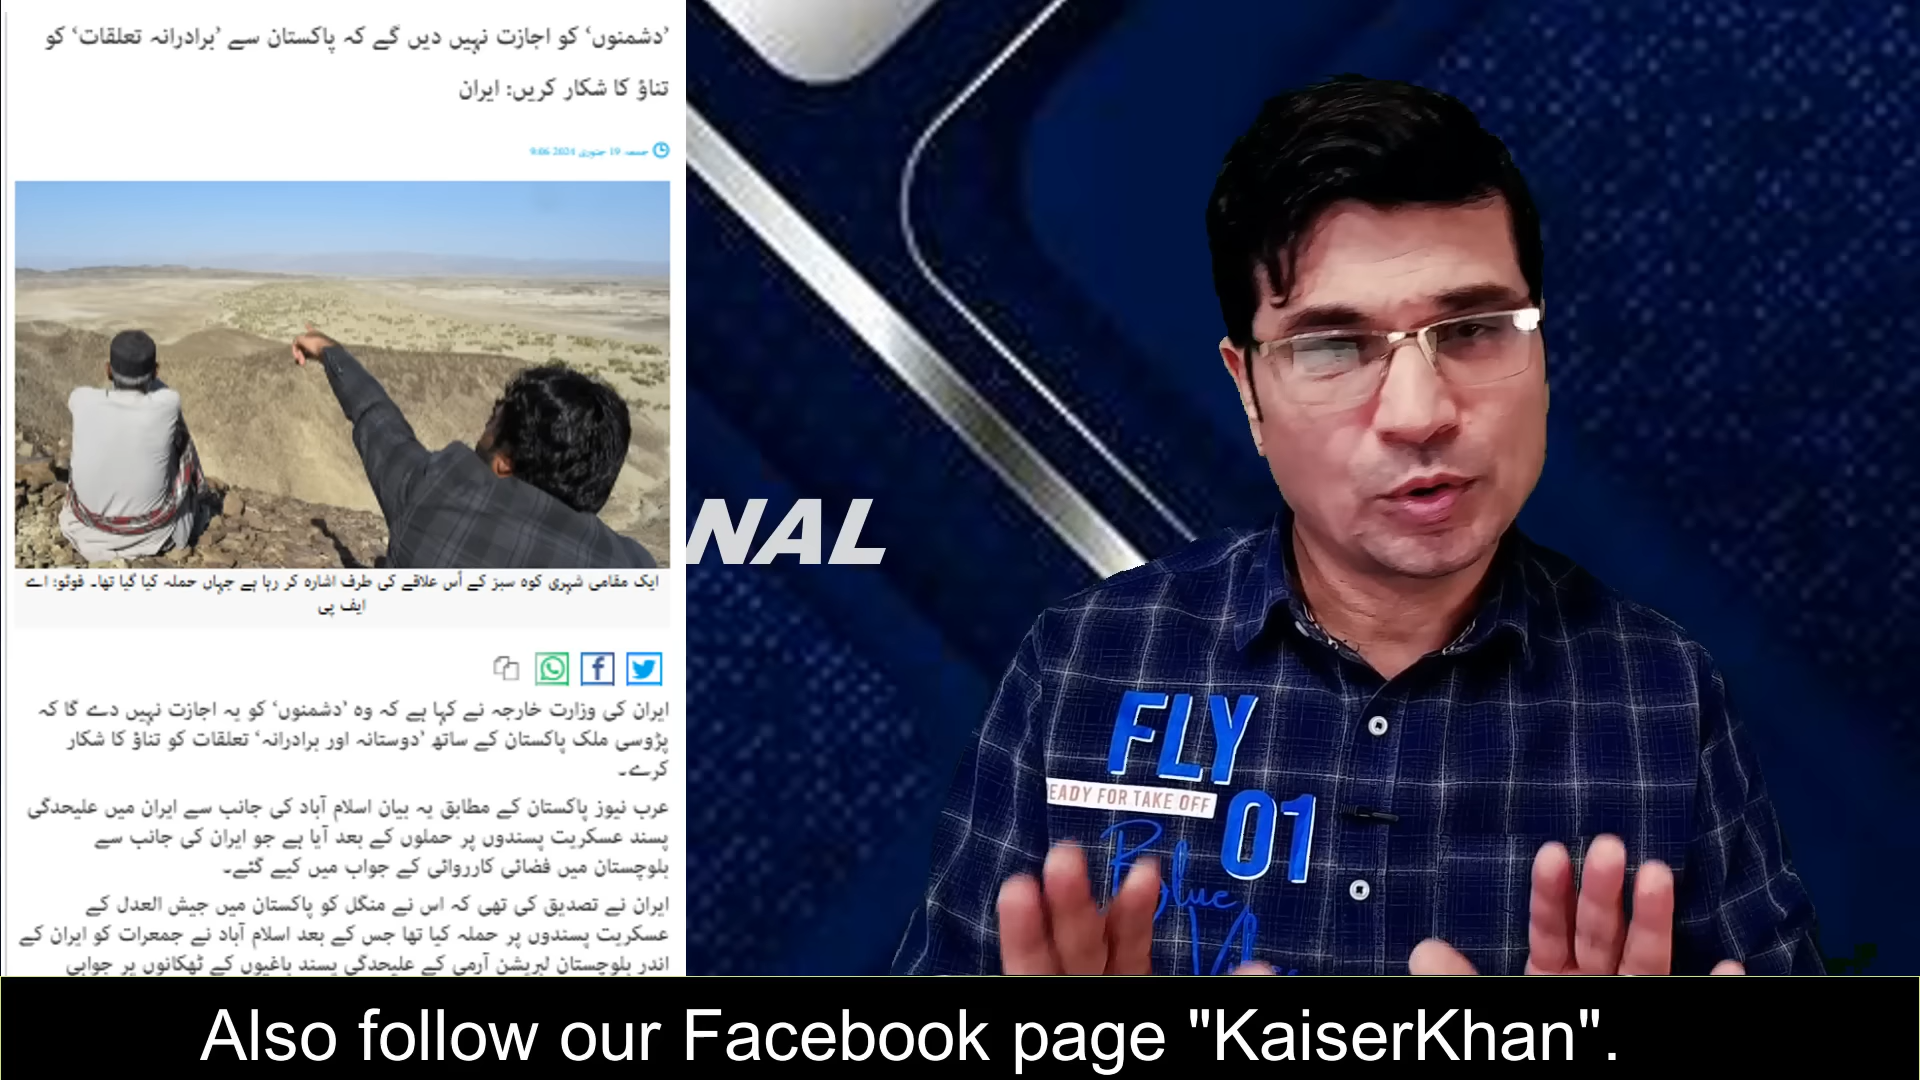 ’دشمنوں‘ کو اجازت نہیں دیں گے کہ پاکستان سے ’برادرانہ تعلقات‘ کو
تناؤ کا شکار کریں: ایران
جمعہ 19 جنوری 2024 9:06
ایک مقامی شہری کوہ سبز کے اُس علاقے کی طرف اشارہ کر رہا ہے جہاں حملہ کیا گیا تھا۔ فوٹو: اے
ایف پی
ایران کی وزارت خارجہ نے کہا ہے کہ وہ ’دشمنوں‘ کو یہ اجازت نہیں دے گا کہ
پڑوسی ملک پاکستان کے ساتھ ’دوستانہ اور برادرانہ‘ تعلقات کو تناؤ کا شکار
کرے۔
عرب نیوز پاکستان کے مطابق یہ بیان اسلام آباد کی جانب سے ایران میں علیحدگی
پسند عسکریت پسندوں پر حملوں کے بعد آیا ہے جو ایران کی جانب سے
بلوچستان میں فضائی کارروائی کے جواب میں کیے گئے۔
ایران نے تصدیق کی تھی کہ اس نے منگل کو پاکستان میں جیش العدل کے
عسکریت پسندوں پر حملہ کیا تھا جس کے بعد اسلام آباد نے جمعرات کو ایران کے
اندر بلوچستان لبریشن آرمی کے علیحدگی پسند باغیوں کے ٹھکانوں پر جوابی
NAL
FLY
EADY FOR TAKE OFF
01
Blue
Also follow our Facebook page "KaiserKhan".